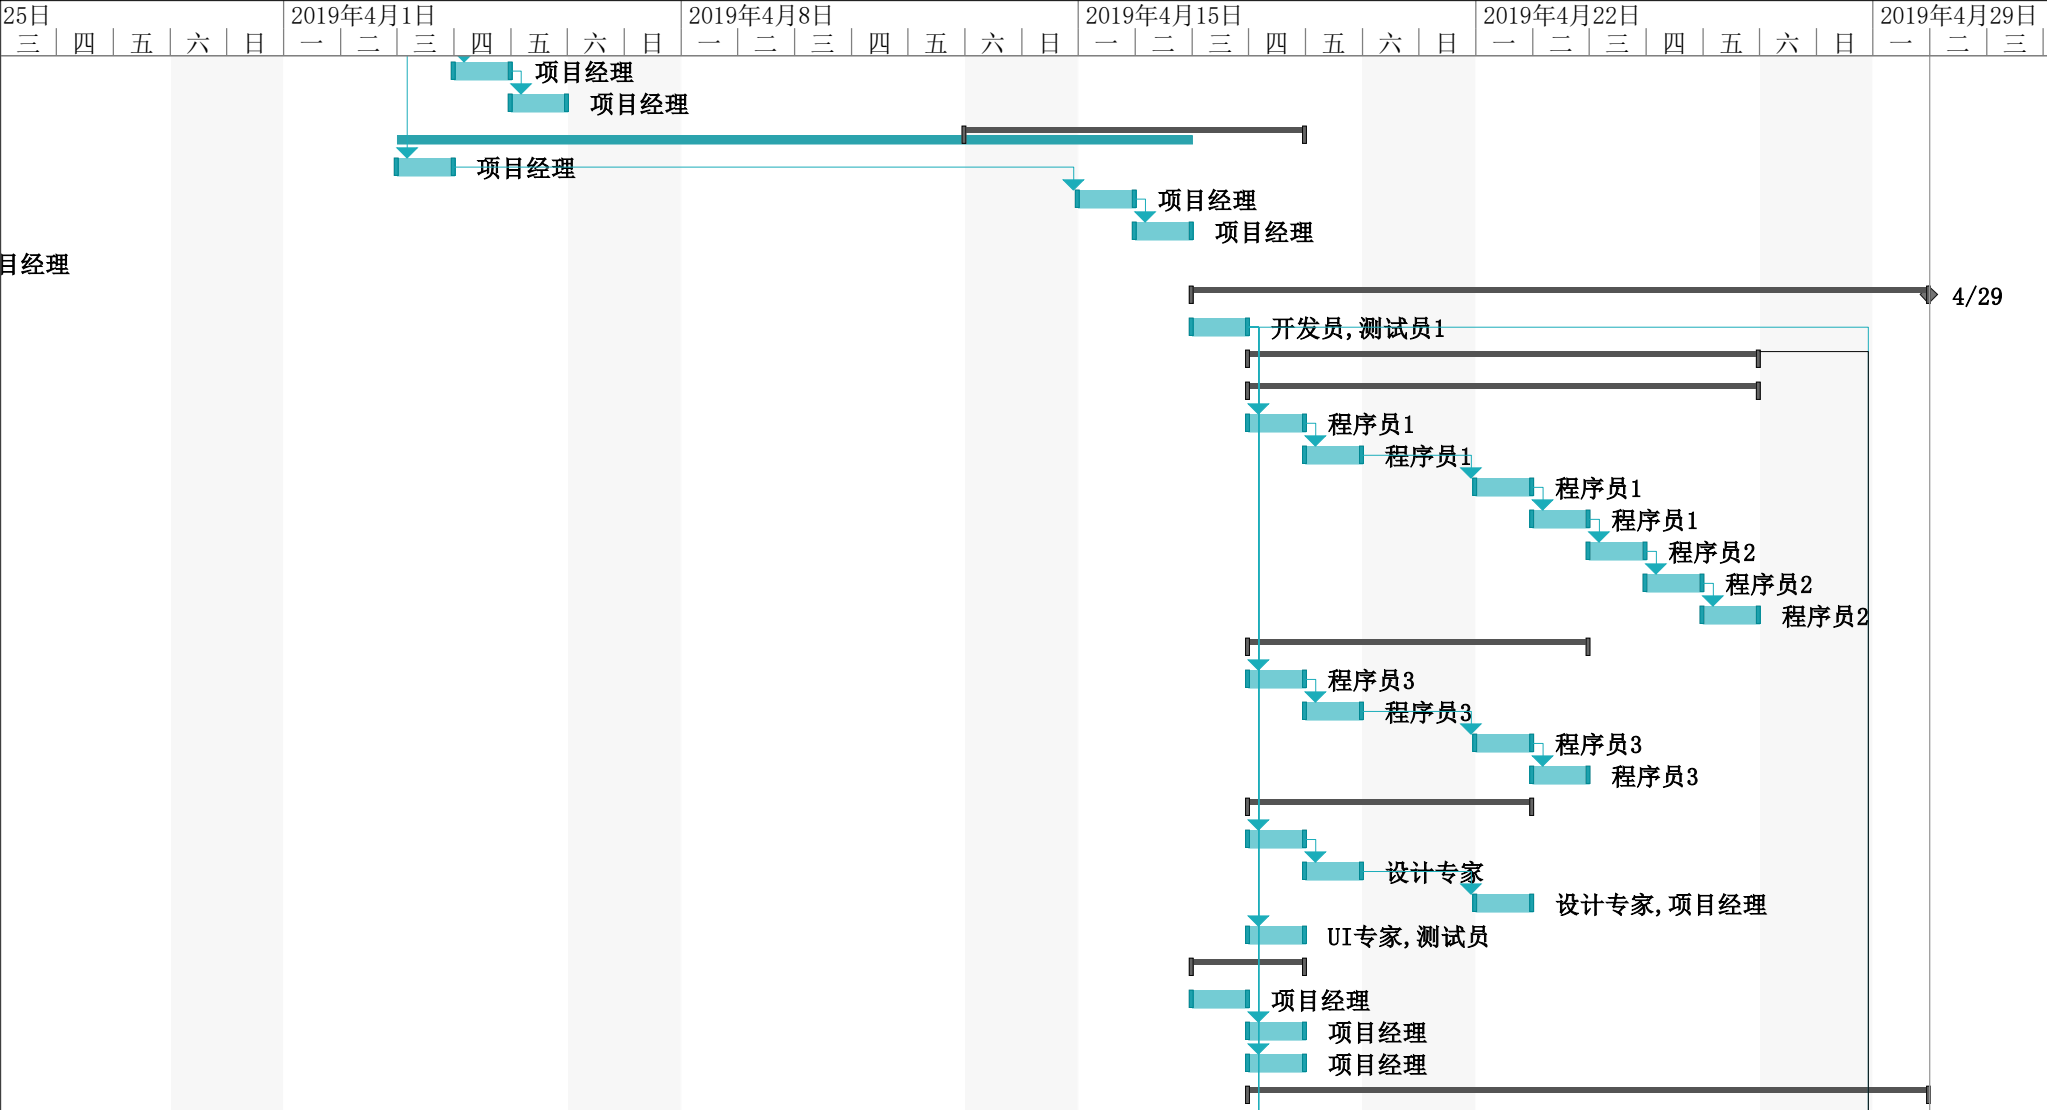 25日 2019年4月1日 2019年4月8日 2019年4月15日 2019年4月22日 2019年4月29日
三 四 五 六 日 一 二 三 四 五 六 日 一 二 三 四 五 六 日 一 二 三 四 五 六 日 一 二 三 四 五 六 日 一 二 三
项目经理
项目经理
项目经理
项目经理
项目经理
目经理
4/29
开发员,测试员1
程序员1
程序员1
程序员1
程序员1
程序员2
程序员2
程序员2
程序员3
程序员3
程序员3
程序员3
设计专家
设计专家,项目经理
UI专家,测试员
项目经理
项目经理
项目经理